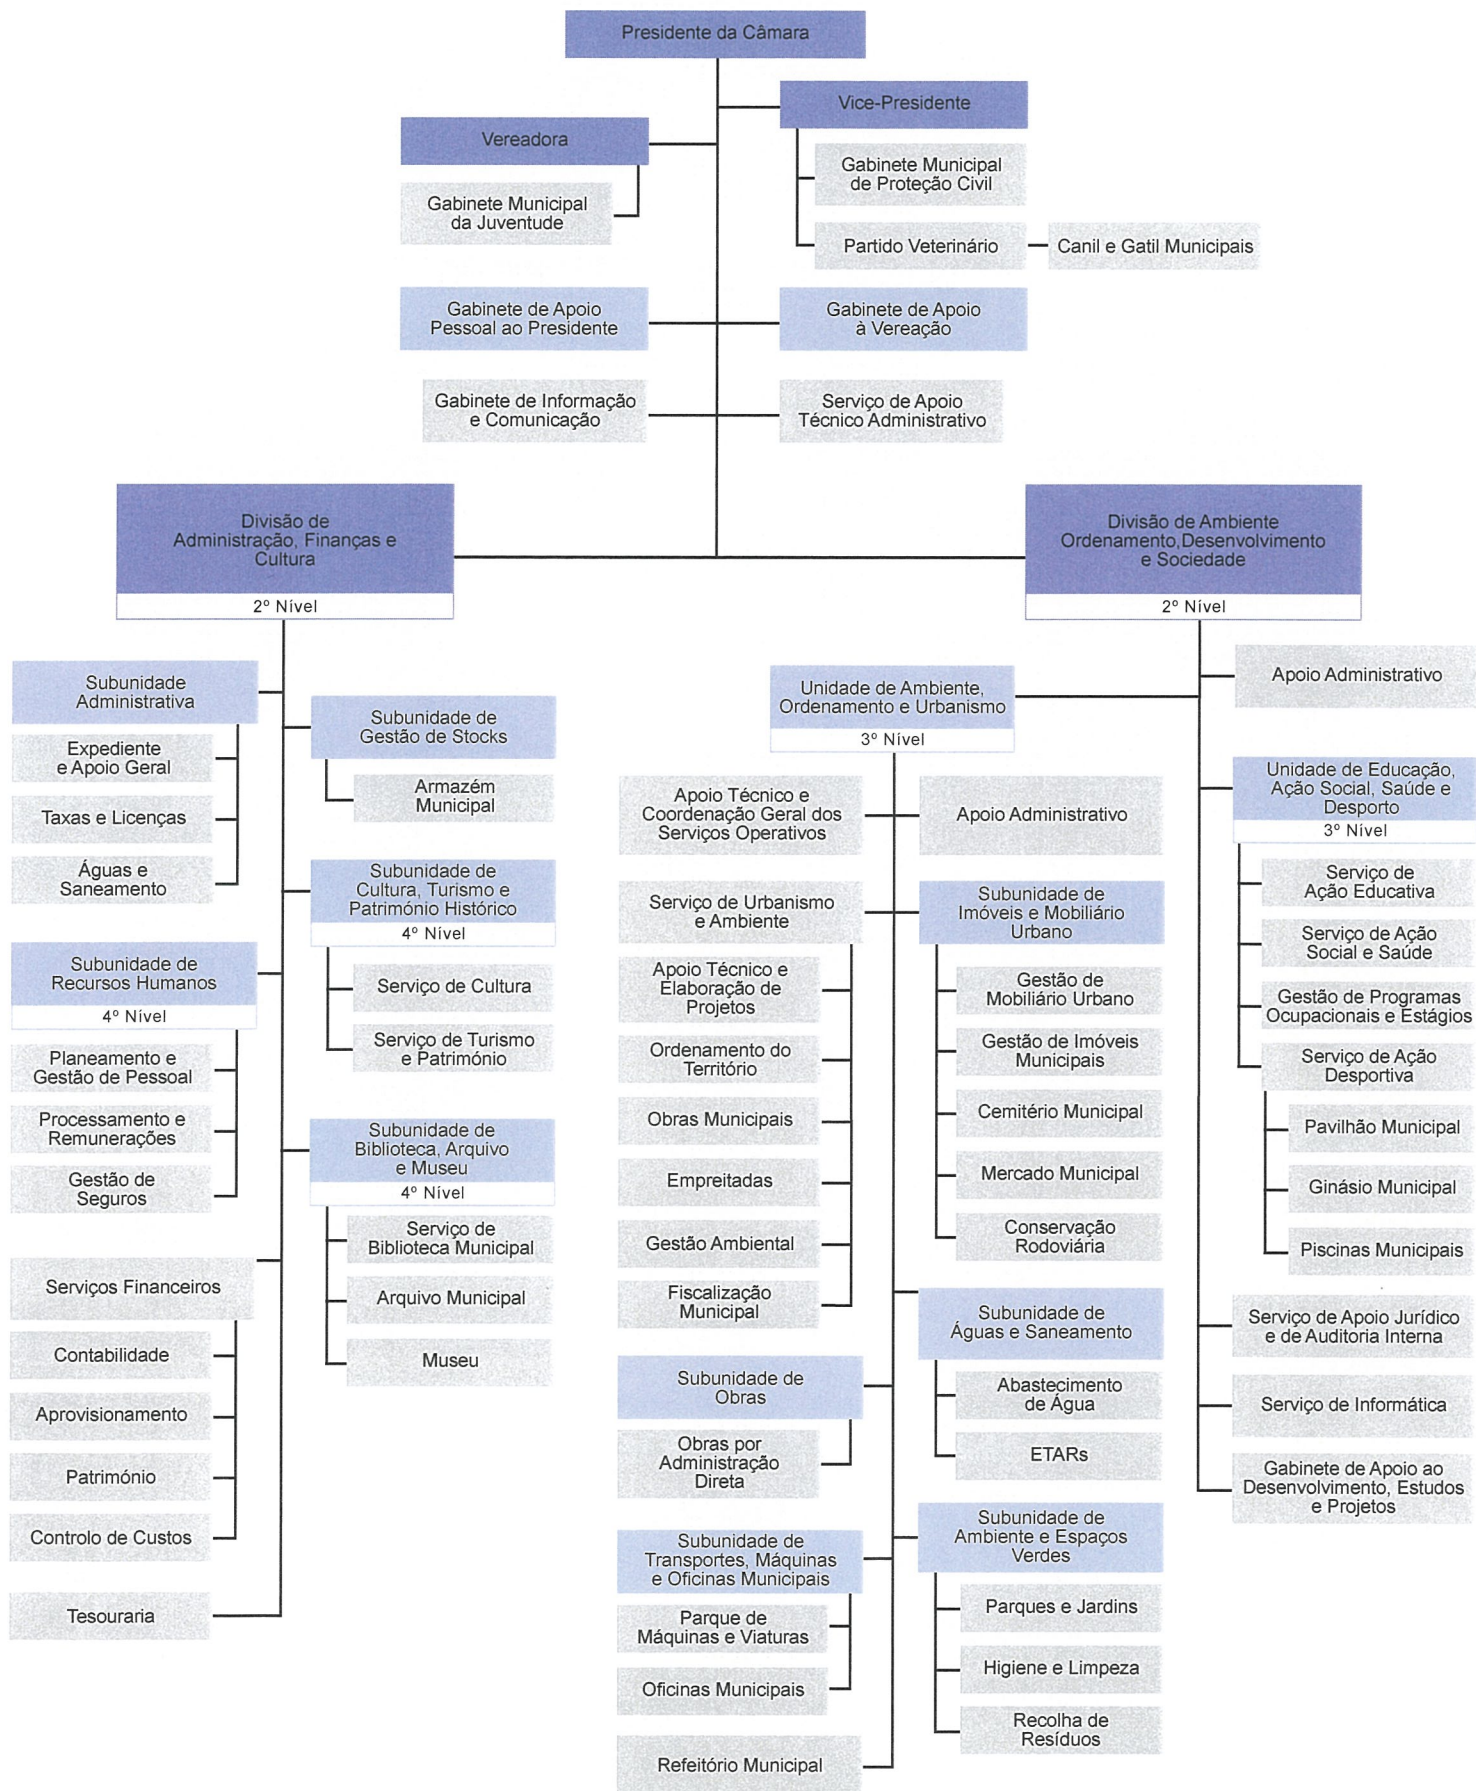 Presidente da Câmara
Vice-Presidente
Vereadora
Gabinete Municipal
de Proteção Civil
Gabinete Municipal
da Juventude
Partido Veterinário
Canil e Gatil Municipais
Gabinete de Apoio
Pessoal ao Presidente
Gabinete de Apoio
à Vereação
Gabinete de Informação
e Comunicação
Serviço de Apoio
Técnico Administrativo
Divisão de
Administração, Finanças e
Cultura
2º Nível
Subunidade
Administrativa
Expediente
e Apoio Geral
Taxas e Licenças
Águas e
Saneamento
Subunidade de
Recursos Humanos
4º Nível
Planeamento e
Gestão de Pessoal
Processamento e
Remunerações
Gestão de
Seguros
Serviços Financeiros
Contabilidade
Aprovisionamento
Património
Controlo de Custos
Tesouraria
Subunidade de
Gestão de Stocks
Armazém
Municipal
Subunidade de
Cultura, Turismo e
Património Histórico
4º Nível
Serviço de Cultura
Serviço de Turismo
e Património
Subunidade de
Biblioteca, Arquivo
e Museu
4º Nível
Serviço de
Biblioteca Municipal
Arquivo Municipal
Museu
Divisão de Ambiente
Ordenamento,Desenvolvimento
e Sociedade
2º Nível
Unidade de Ambiente,
Ordenamento e Urbanismo
3º Nível
Apoio Técnico e
Coordenação Geral dos
Serviços Operativos
Serviço de Urbanismo
e Ambiente
Apoio Técnico e
Elaboração de
Projetos
Ordenamento do
Território
Obras Municipais
Empreitadas
Gestão Ambiental
Fiscalização
Municipal
Subunidade de
Obras
Obras por
Administração
Direta
Subunidade de
Transportes, Máquinas
e Oficinas Municipais
Parque de
Máquinas e Viaturas
Oficinas Municipais
Refeitório Municipal
Apoio Administrativo
Subunidade de
Imóveis e Mobiliário
Urbano
Gestão de
Mobiliário Urbano
Gestão de Imóveis
Municipais
Cemitério Municipal
Mercado Municipal
Conservação
Rodoviária
Subunidade de
Águas e Saneamento
Abastecimento
de Água
ETARs
Subunidade de
Ambiente e Espaços
Verdes
Parques e Jardins
Higiene e Limpeza
Recolha de
Resíduos
Apoio Administrativo
Unidade de Educação,
Ação Social, Saúde e
Desporto
3º Nível
Serviço de
Ação Educativa
Serviço de Ação
Social e Saúde
Gestão de Programas
Ocupacionais e Estágios
Serviço de Ação
Desportiva
Pavilhão Municipal
Ginásio Municipal
Piscinas Municipais
Serviço de Apoio Jurídico
e de Auditoria Interna
Serviço de Informática
Gabinete de Apoio ao
Desenvolvimento, Estudos
e Projetos